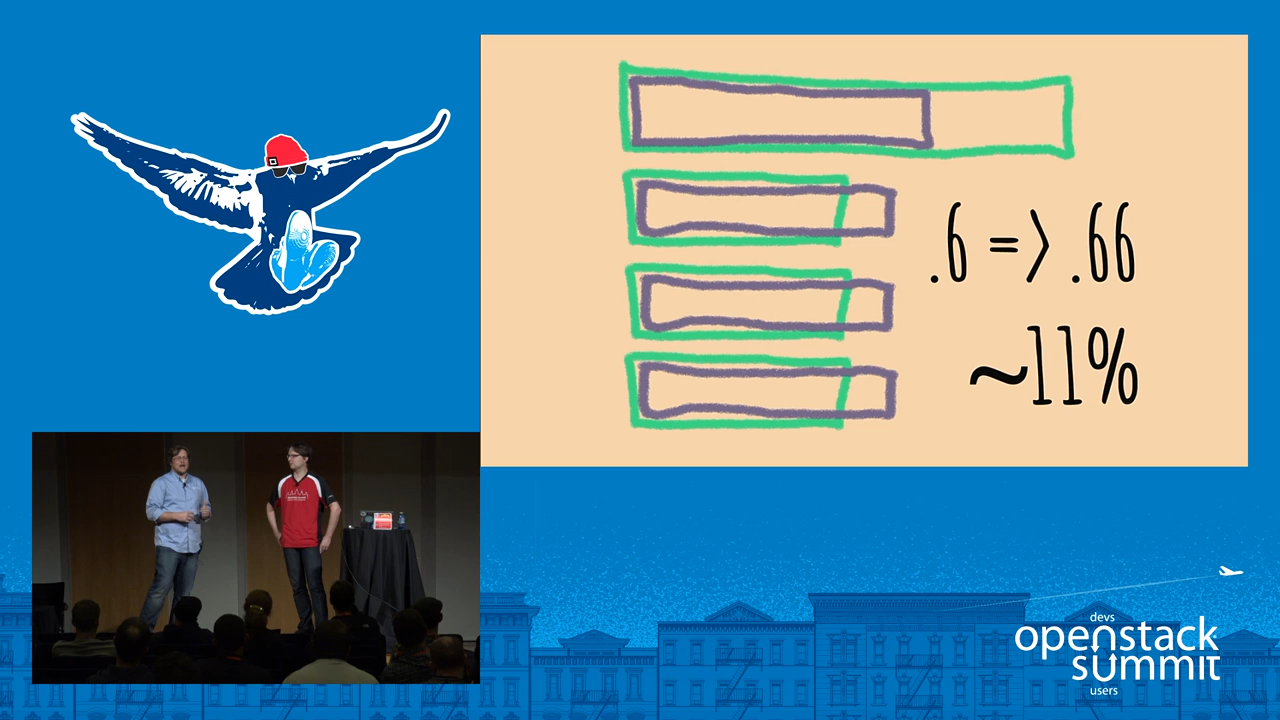 .6 => .66
~11%
devs
openstack
summit
users